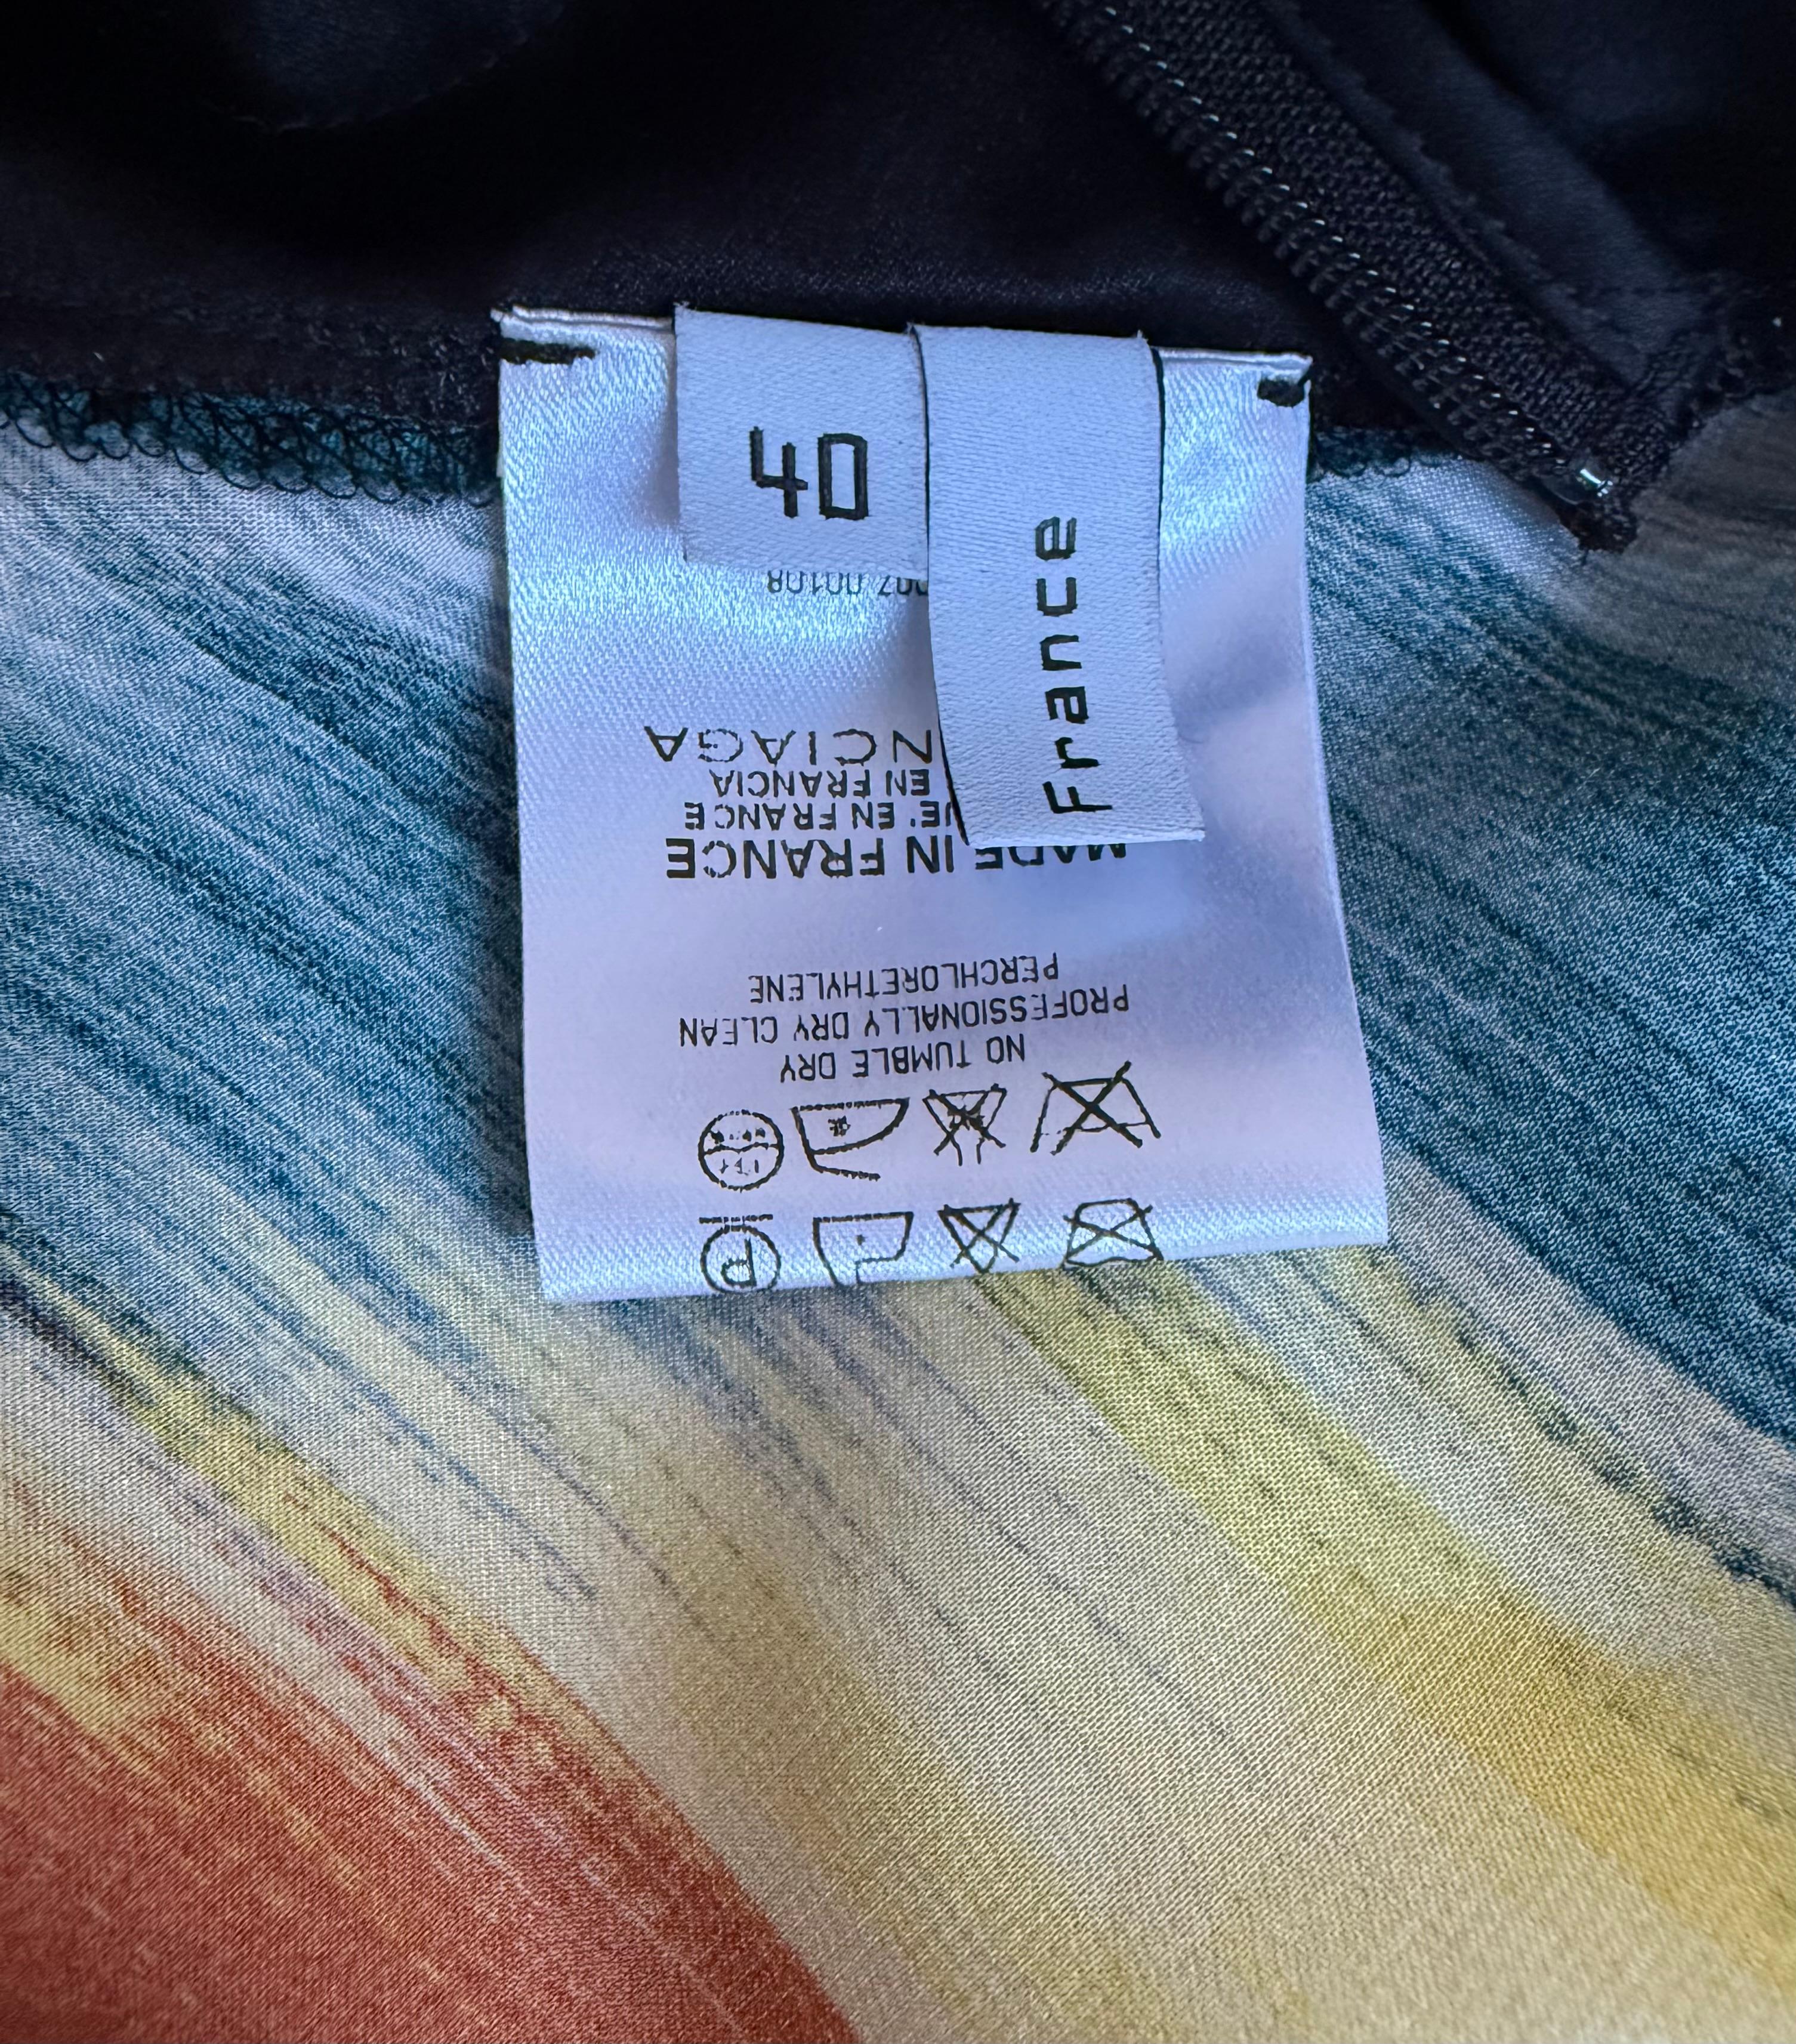 40
France
NCIAGA
EN FRANCIA
EN FRANCE
MADE IN FRANCE
PERCHLORETHYLENE
PROFESSIONALLY DRY CLEAN
NO TUMBLE DRY
P